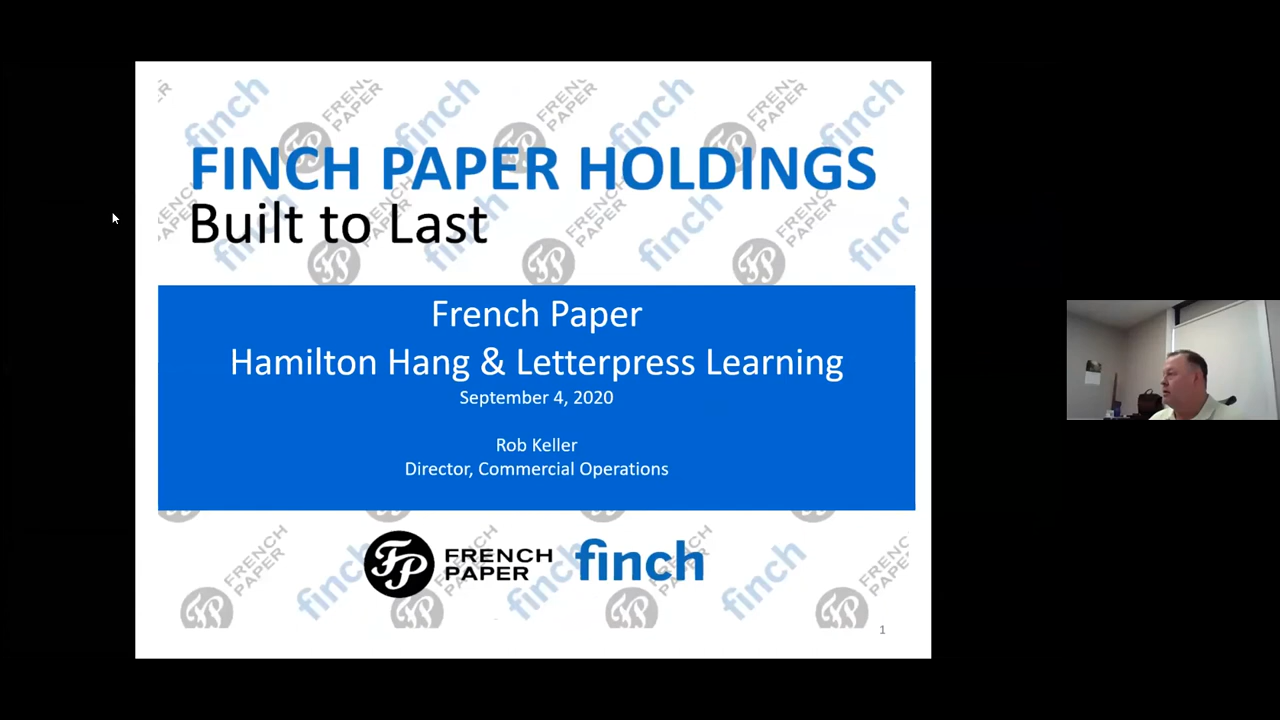 FINCH PAPER HOLDINGS
Built to Last
French Paper
Hamilton Hang & Letterpress Learning
September 4, 2020
Rob Keller
Director, Commercial Operations
FP FRENCH PAPER
finch
1